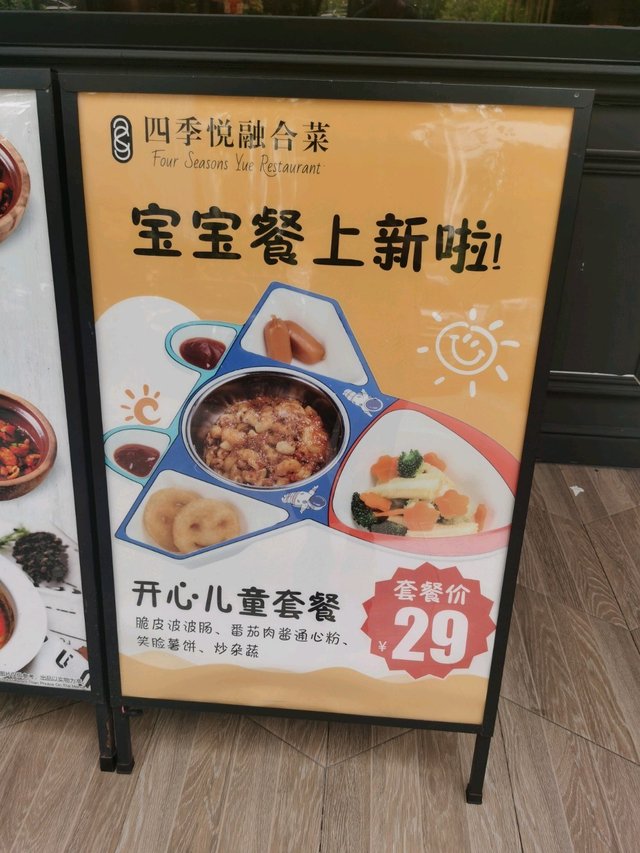 四季悦融合菜
Four Seasons Yue Restaurant
宝宝餐上新啦!
开心儿童套餐
脆皮波波肠、番茄肉酱通心粉、
笑脸薯饼、炒杂蔬
套餐价
¥29